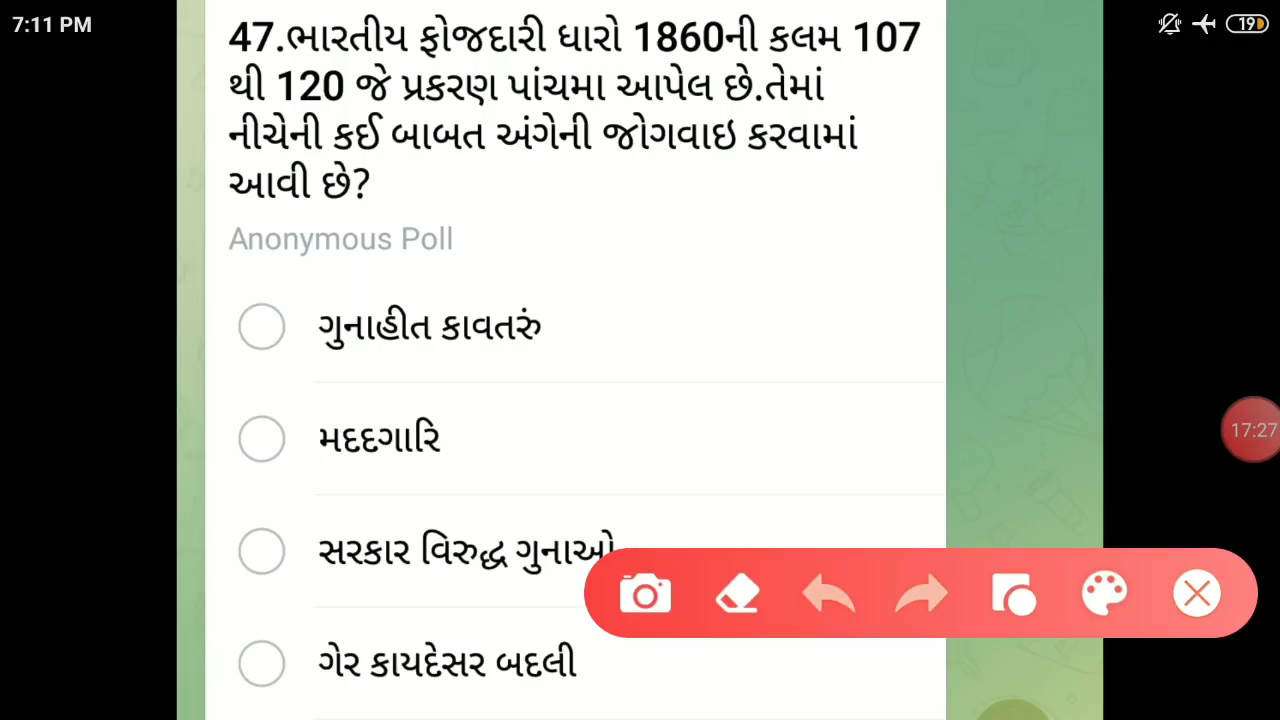 7:11 PM
19
47.ભારતીય ફોજદારી ધારો 1860ની કલમ 107
થી 120 જે પ્રકરણ પાંચમા આપેલ છે.તેમાં
નીચેની કઈ બાબત અંગેની જોગવાઇ કરવામાં
આવી છે?
Anonymous Poll
ગુનાહીત કાવતરું
મદદગારિ
17:27
સરકાર વિરુદ્ધ ગુનાઓ
ગેર કાયદેસર બદલી